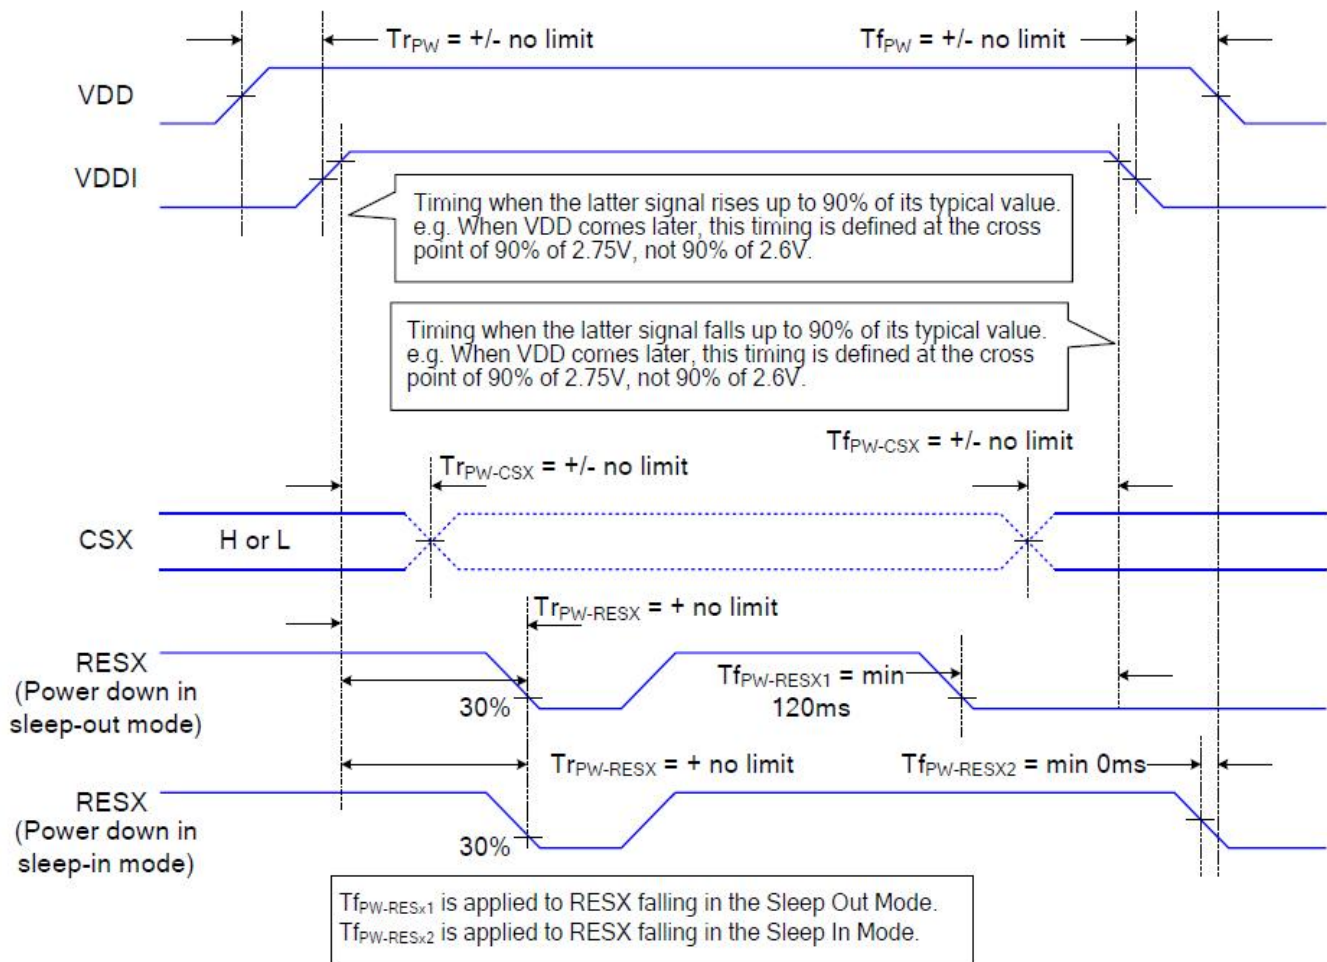 TrPW = +/- no limit
TfPW = +/- no limit
VDD
VDDI
Timing when the latter signal rises up to 90% of its typical value.
e.g. When VDD comes later, this timing is defined at the cross
point of 90% of 2.75V, not 90% of 2.6V.
Timing when the latter signal falls up to 90% of its typical value.
e.g. When VDD comes later, this timing is defined at the cross
point of 90% of 2.75V, not 90% of 2.6V.
TfPW-CSX = +/- no limit
TrPW-CSX = +/- no limit
CSX
H or L
TrPW-RESX = + no limit
RESX
(Power down in
sleep-out mode)
30%
TfPW-RESX1 = min
120ms
TrPW-RESX = + no limit
TfPW-RESX2 = min 0ms
RESX
(Power down in
sleep-in mode)
30%
TfPW-RESx1 is applied to RESX falling in the Sleep Out Mode.
TfPW-RESx2 is applied to RESX falling in the Sleep In Mode.